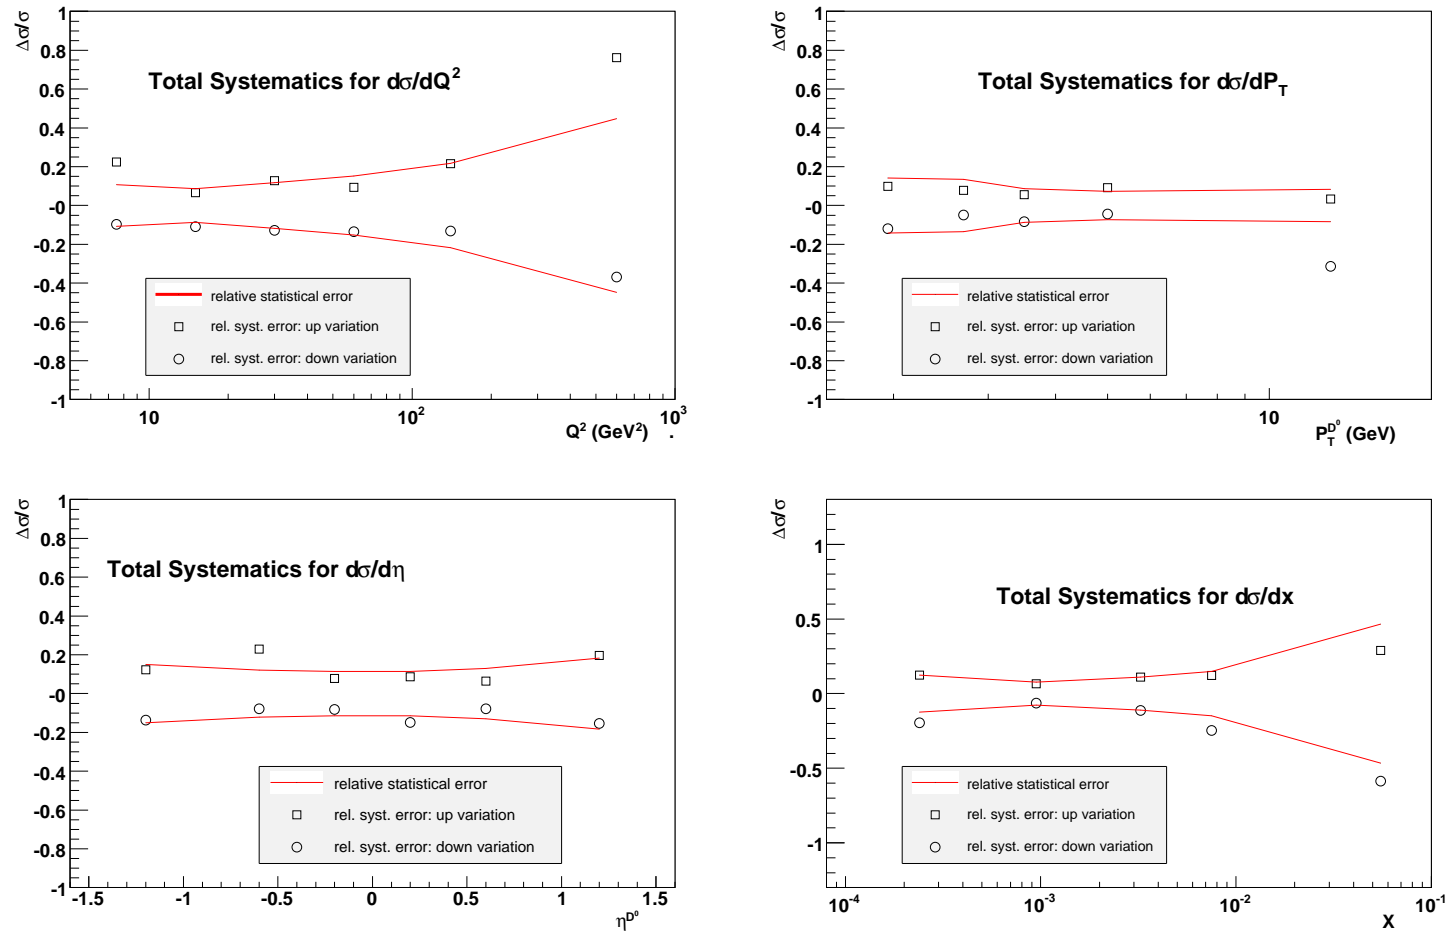 Δσ/σ
1
0.8
0.6
0.4
0.2
-0
-0.2
-0.4
-0.6
-0.8
-1
Total Systematics for dσ/dQ²
relative statistical error
rel. syst. error: up variation
rel. syst. error: down variation
10 10² 10³
Q² (GeV²) .
Δσ/σ
1
0.8
0.6
0.4
0.2
-0
-0.2
-0.4
-0.6
-0.8
-1
Total Systematics for dσ/dP_T
relative statistical error
rel. syst. error: up variation
rel. syst. error: down variation
10
P_T^{D⁰} (GeV)
Δσ/σ
1
0.8
0.6
0.4
0.2
-0
-0.2
-0.4
-0.6
-0.8
-1
Total Systematics for dσ/dη
relative statistical error
rel. syst. error: up variation
rel. syst. error: down variation
-1.5 -1 -0.5 0 0.5 1 1.5
η^{D⁰}
Δσ/σ
1
0.5
0
-0.5
-1
Total Systematics for dσ/dx
relative statistical error
rel. syst. error: up variation
rel. syst. error: down variation
10⁻⁴ 10⁻³ 10⁻² 10⁻¹
X